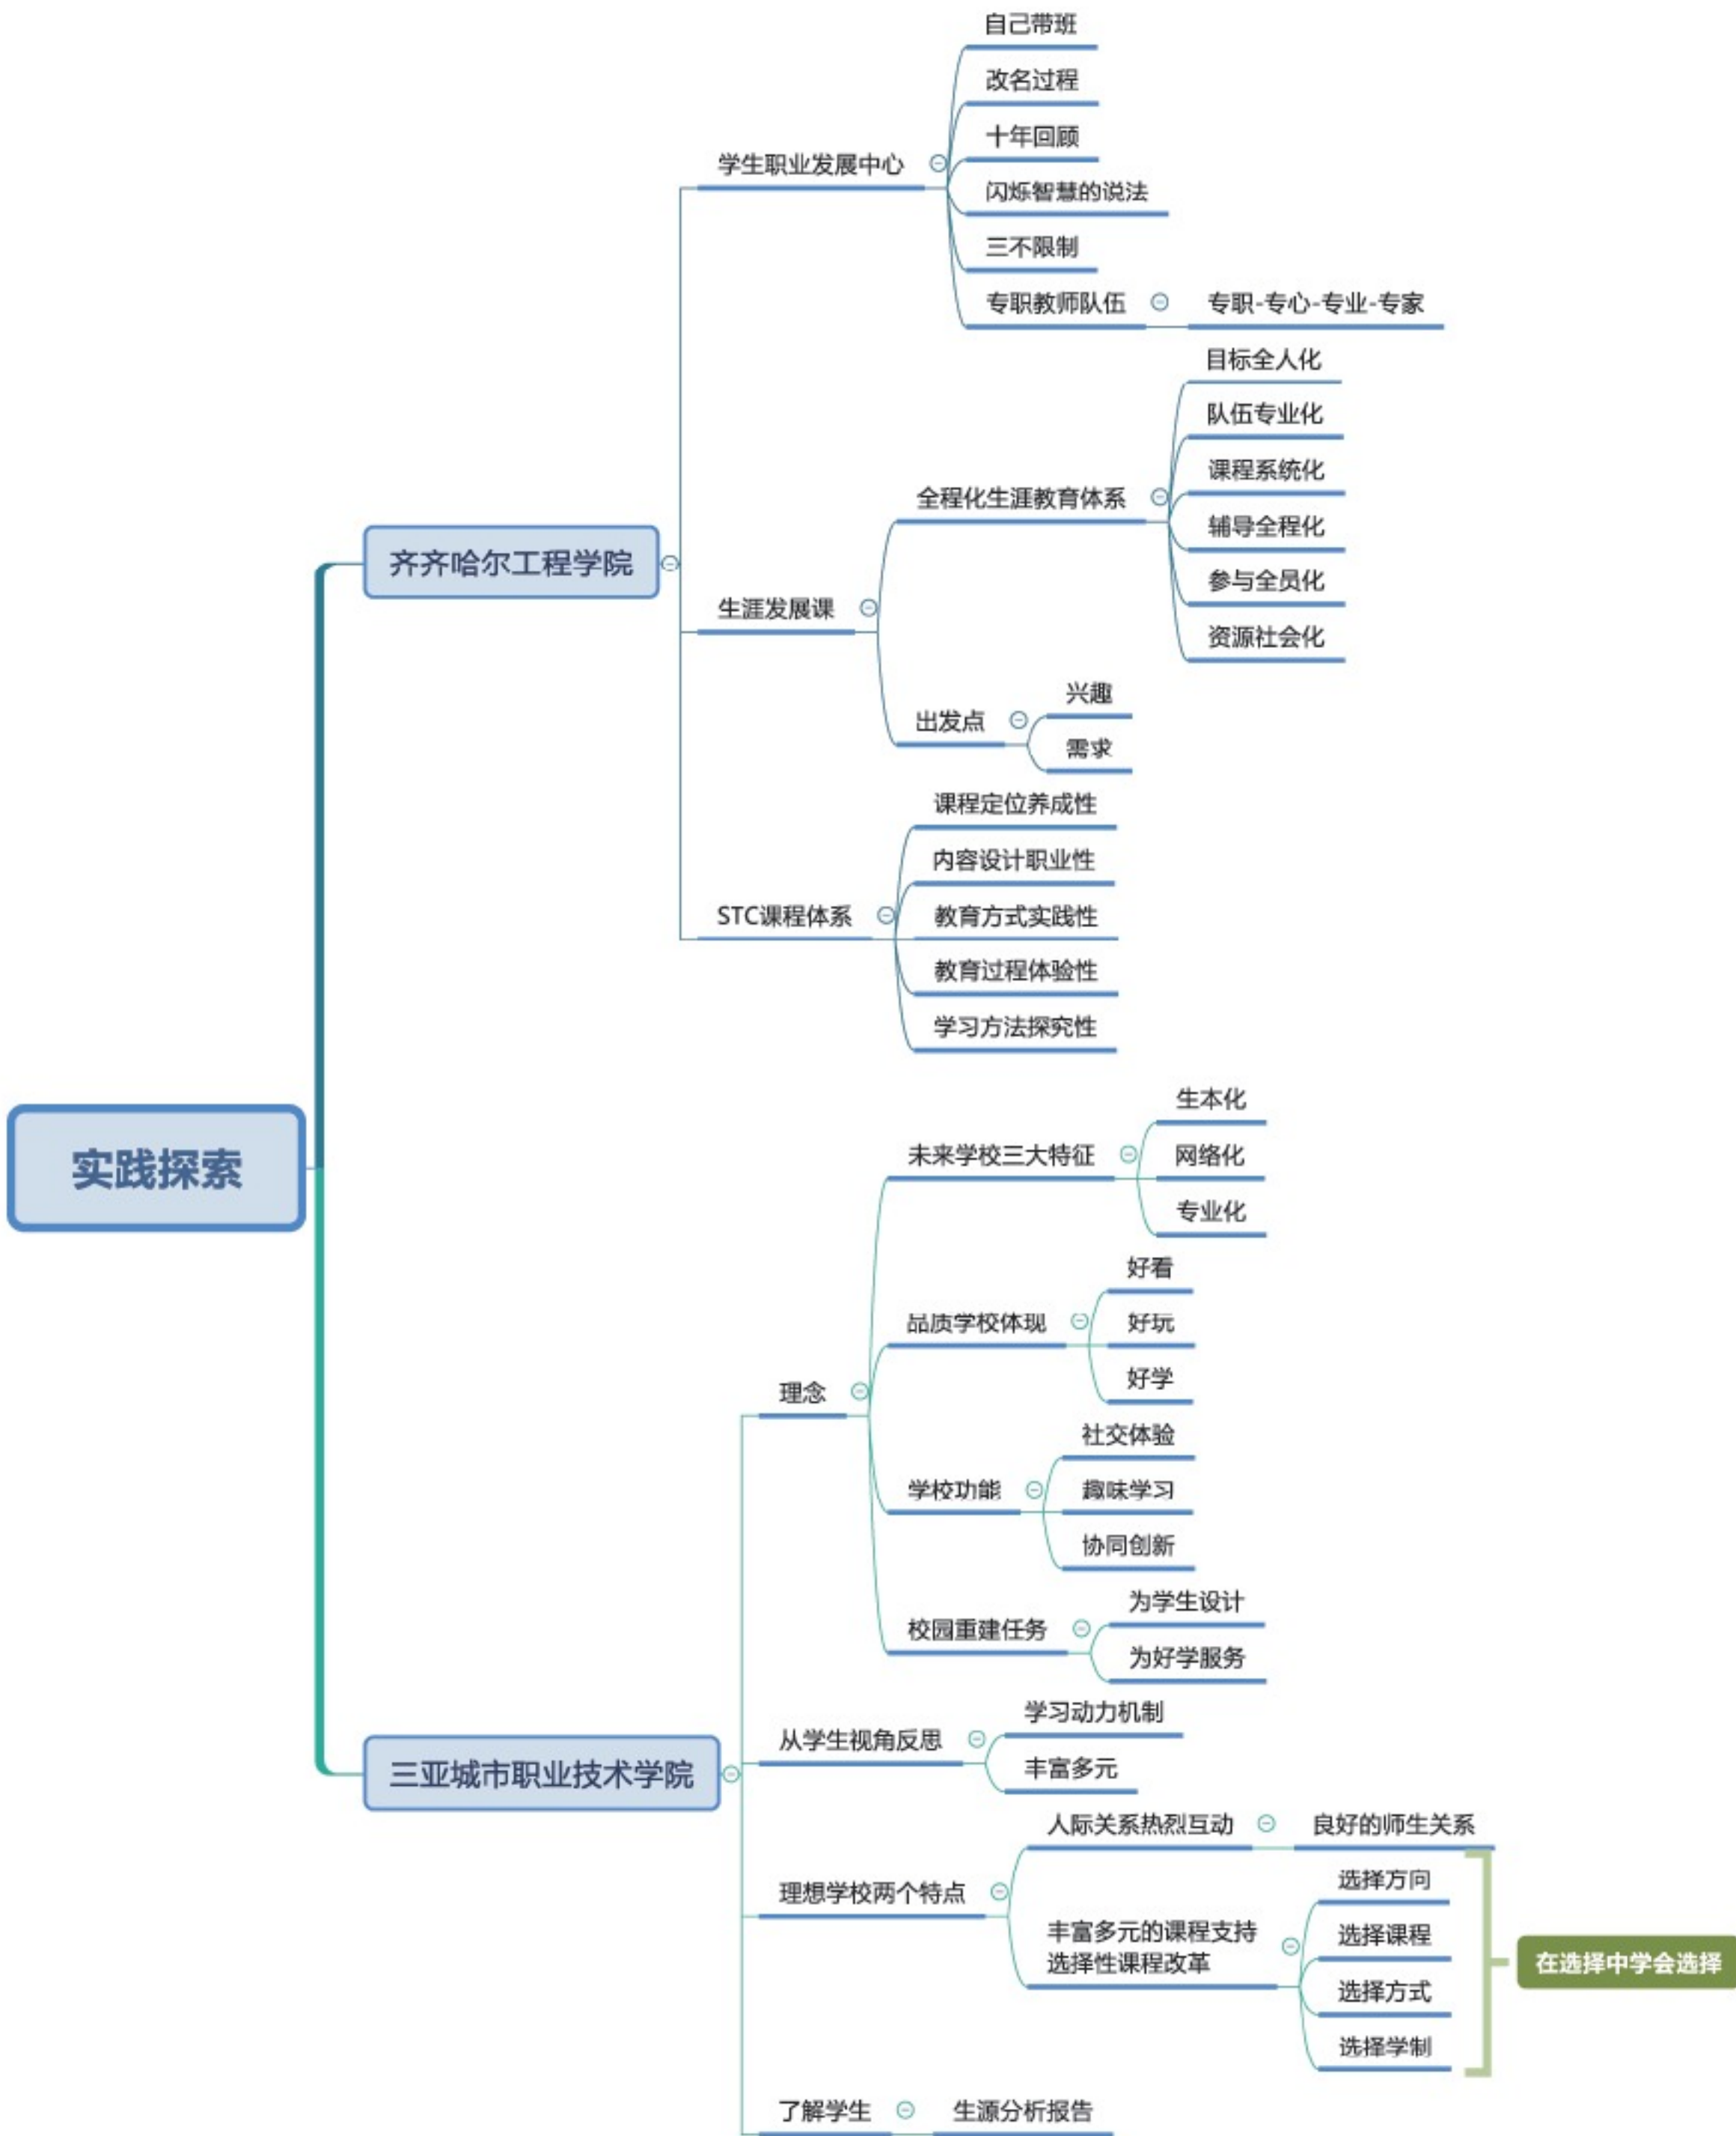 实践探索
齐齐哈尔工程学院
学生职业发展中心
自己带班
改名过程
十年回顾
闪烁智慧的说法
三不限制
专职教师队伍
专职-专心-专业-专家
生涯发展课
全程化生涯教育体系
目标全人化
队伍专业化
课程系统化
辅导全程化
参与全员化
资源社会化
出发点
兴趣
需求
STC课程体系
课程定位养成性
内容设计职业性
教育方式实践性
教育过程体验性
学习方法探究性
三亚城市职业技术学院
理念
未来学校三大特征
生本化
网络化
专业化
品质学校体现
好看
好玩
好学
学校功能
社交体验
趣味学习
协同创新
校园重建任务
为学生设计
为好学服务
从学生视角反思
学习动力机制
丰富多元
理想学校两个特点
人际关系热烈互动
良好的师生关系
丰富多元的课程支持
选择性课程改革
选择方向
选择课程
选择方式
选择学制
在选择中学会选择
了解学生
生源分析报告